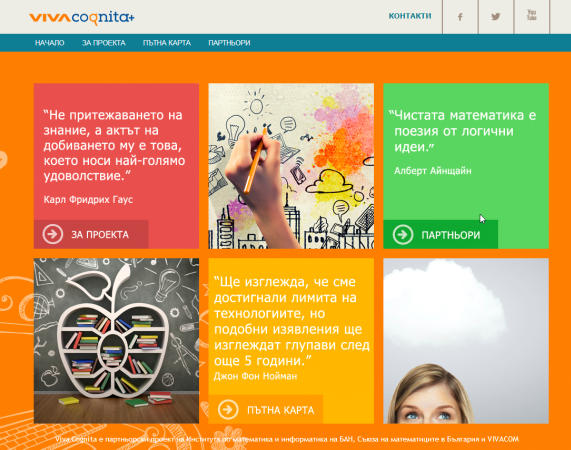 VIVAcognita+
КОНТАКТИ
You
Tube
НАЧАЛО ЗА ПРОЕКТА ПЪТНА КАРТА ПАРТНЬОРИ
“Не притежаването на
знание, а актът на
добиването му е това,
което носи най-голямо
удоволствие.”
Карл Фридрих Гаус
ЗА ПРОЕКТА
“Чистата математика е
поезия от логични
идеи.”
Алберт Айнщайн
ПАРТНЬОРИ
“Ще изглежда, че сме
достигнали лимита на
технологиите, но
подобни изявления ще
изглеждат глупави след
още 5 години.”
Джон Фон Нойман
ПЪТНА КАРТА
Viva Cognita е партньорски проект на Института по математика и информатика на БАН, Съюза на математиците в България и VIVACOM